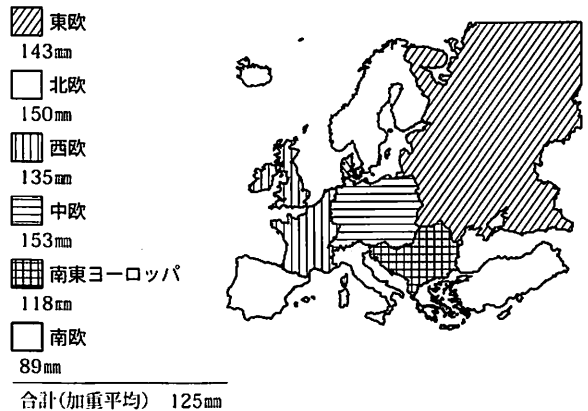 東欧
143㎜
北欧
150㎜
西欧
135㎜
中欧
153㎜
南東ヨーロッパ
118㎜
南欧
89㎜
合計(加重平均) 125㎜